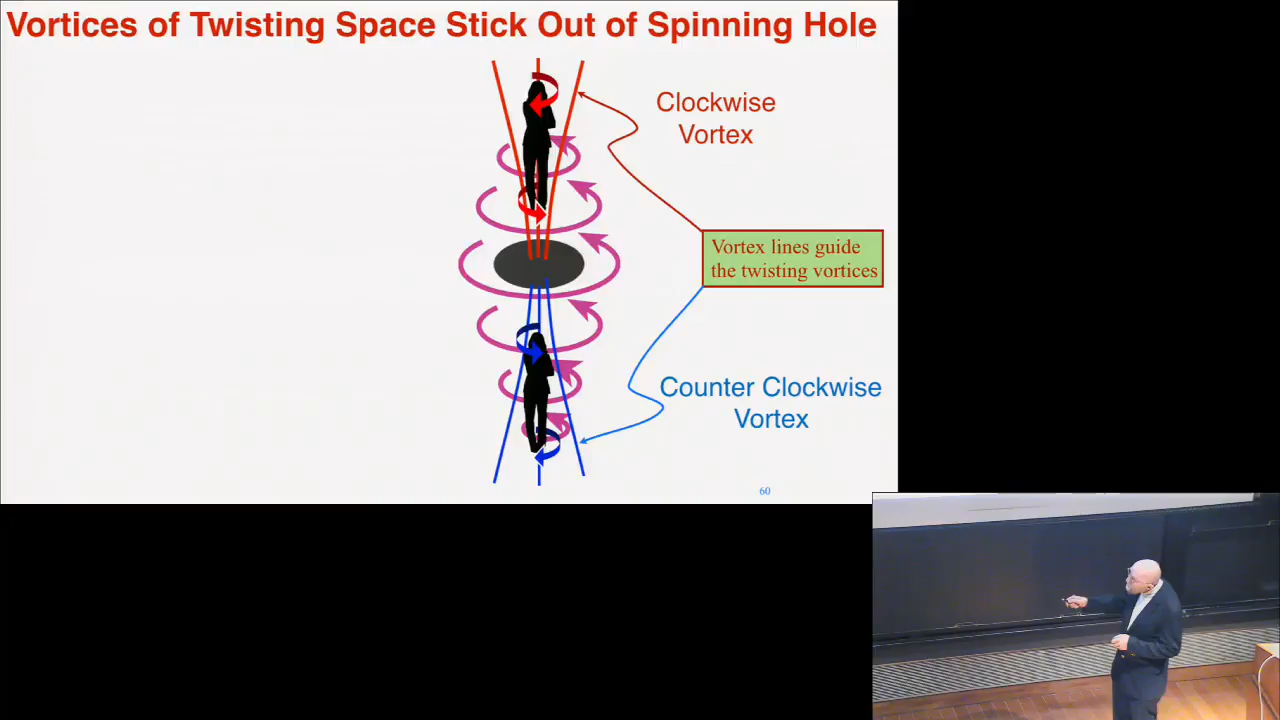 Vortices of Twisting Space Stick Out of Spinning Hole
Clockwise
Vortex
Vortex lines guide
the twisting vortices
Counter Clockwise
Vortex
60